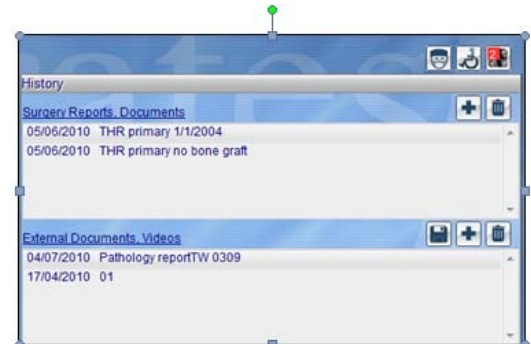 2
History
Surgery Reports, Documents
05/06/2010 THR primary 1/1/2004
05/06/2010 THR primary no bone graft
External Documents, Videos
04/07/2010 Pathology reportTW 0309
17/04/2010 01